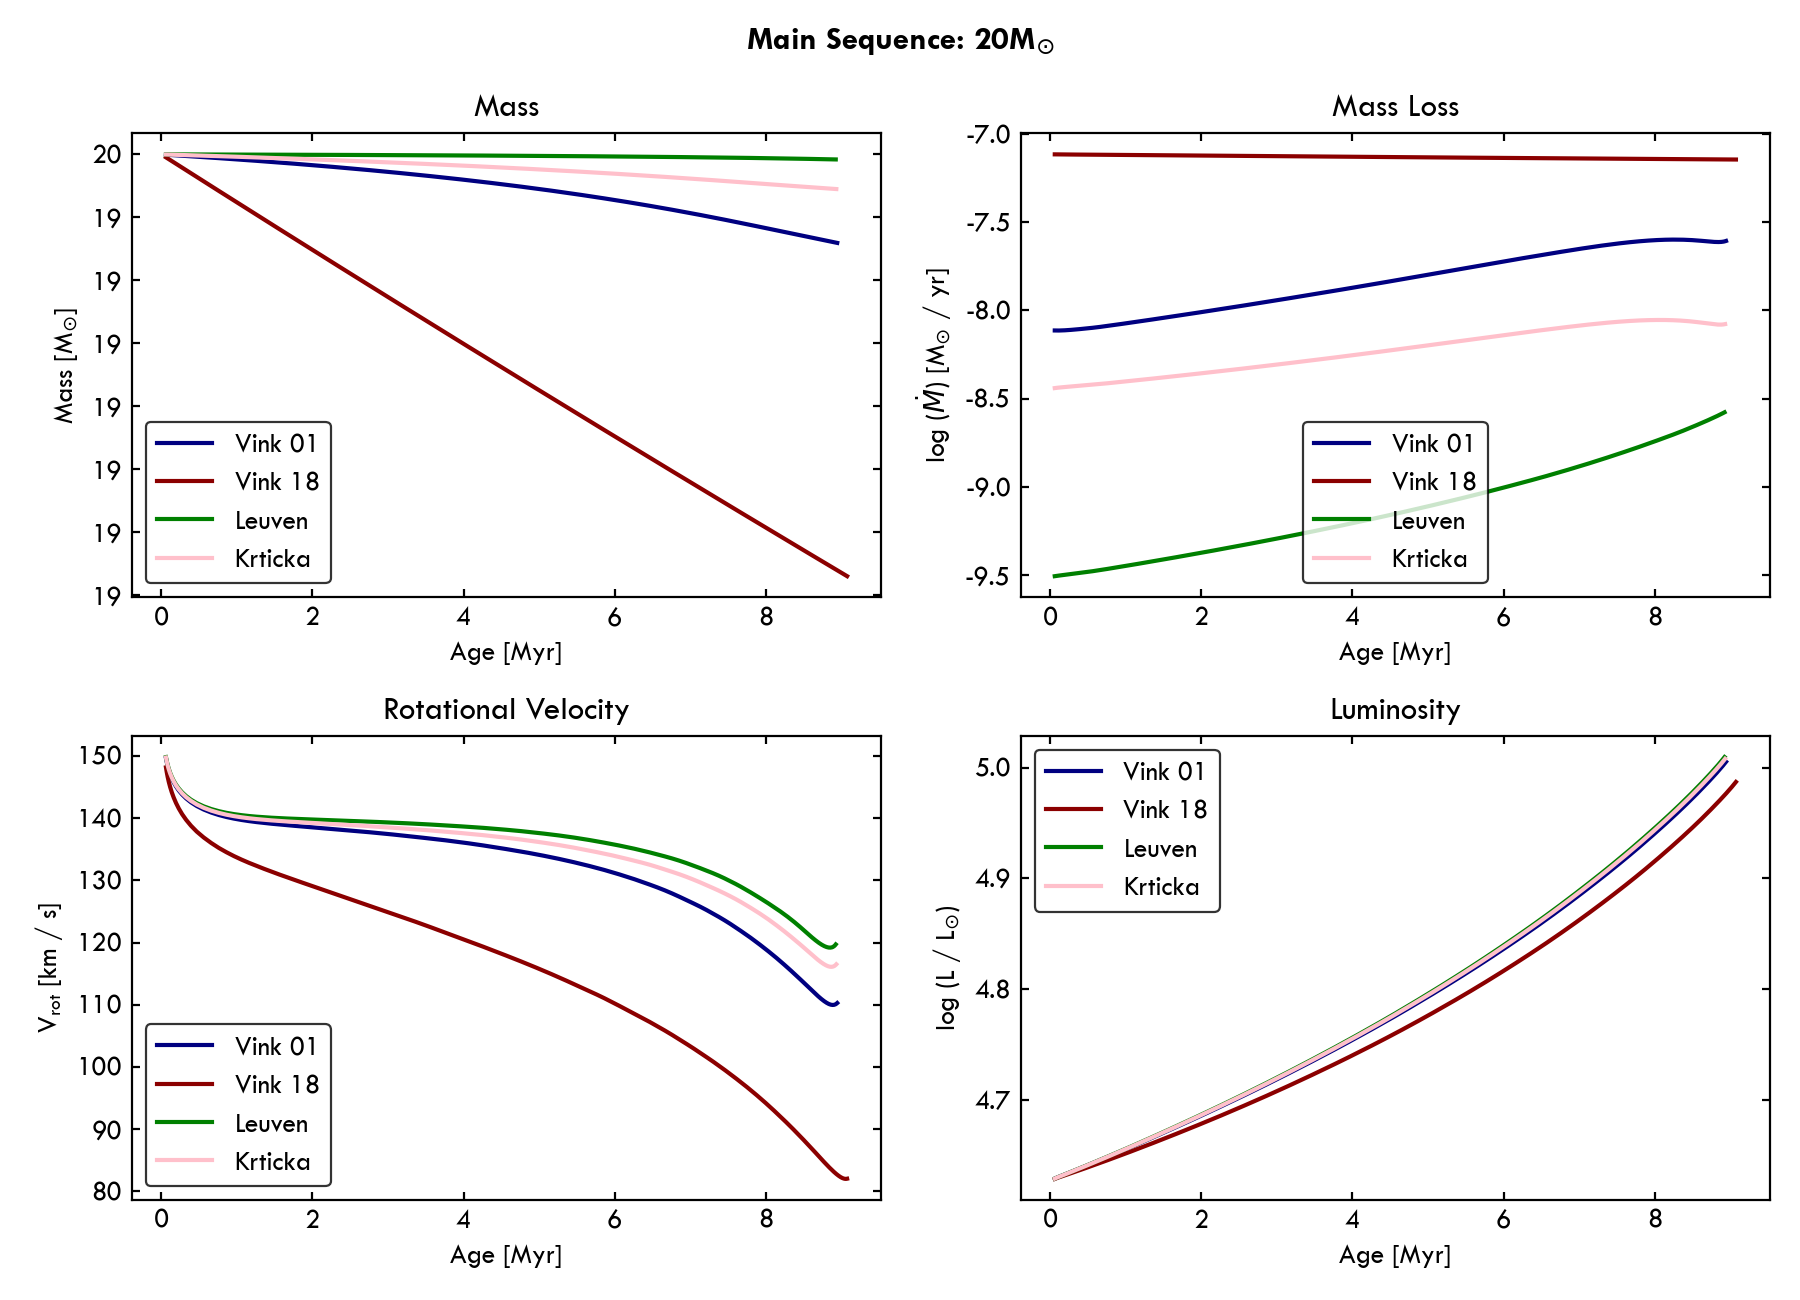 Main Sequence: 20M☉
Mass
Mass [M☉]
20
19
19
19
19
19
19
19
0 2 4 6 8
Age [Myr]
Vink 01
Vink 18
Leuven
Krticka
Mass Loss
log (Ṁ) [M☉ / yr]
-7.0
-7.5
-8.0
-8.5
-9.0
-9.5
0 2 4 6 8
Age [Myr]
Vink 01
Vink 18
Leuven
Krticka
Rotational Velocity
Vrot [km / s]
150
140
130
120
110
100
90
80
0 2 4 6 8
Age [Myr]
Vink 01
Vink 18
Leuven
Krticka
Luminosity
log (L / L☉)
5.0
4.9
4.8
4.7
0 2 4 6 8
Age [Myr]
Vink 01
Vink 18
Leuven
Krticka